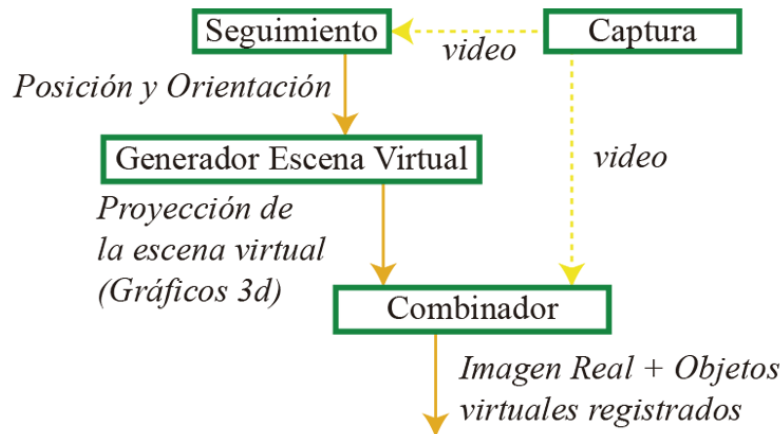 Seguimiento
video
Captura
Posición y Orientación
Generador Escena Virtual
video
Proyección de
la escena virtual
(Gráficos 3d)
Combinador
Imagen Real + Objetos
virtuales registrados